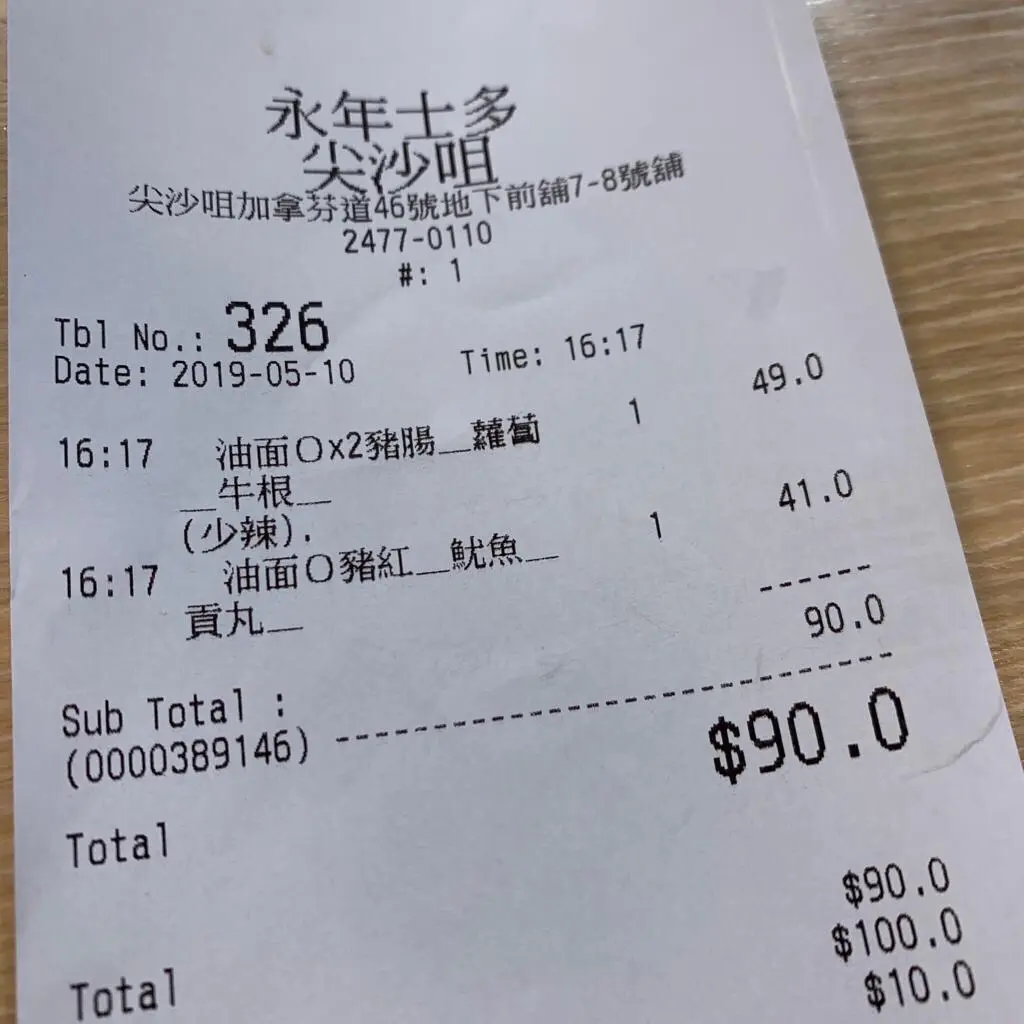 永年士多
尖沙咀
尖沙咀加拿芬道46號地下前舖7-8號舖
2477-0110
#: 1
Tbl No.: 326
Date: 2019-05-10 Time: 16:17
16:17 油面〇x2豬腸__蘿蔔 1 49.0
__牛根__
(少辣).
16:17 油面〇豬紅__魷魚__ 1 41.0
貢丸__
------
Sub Total : 90.0
(0000389146) ------------------------
Total $90.0
Total $90.0
$100.0
$10.0